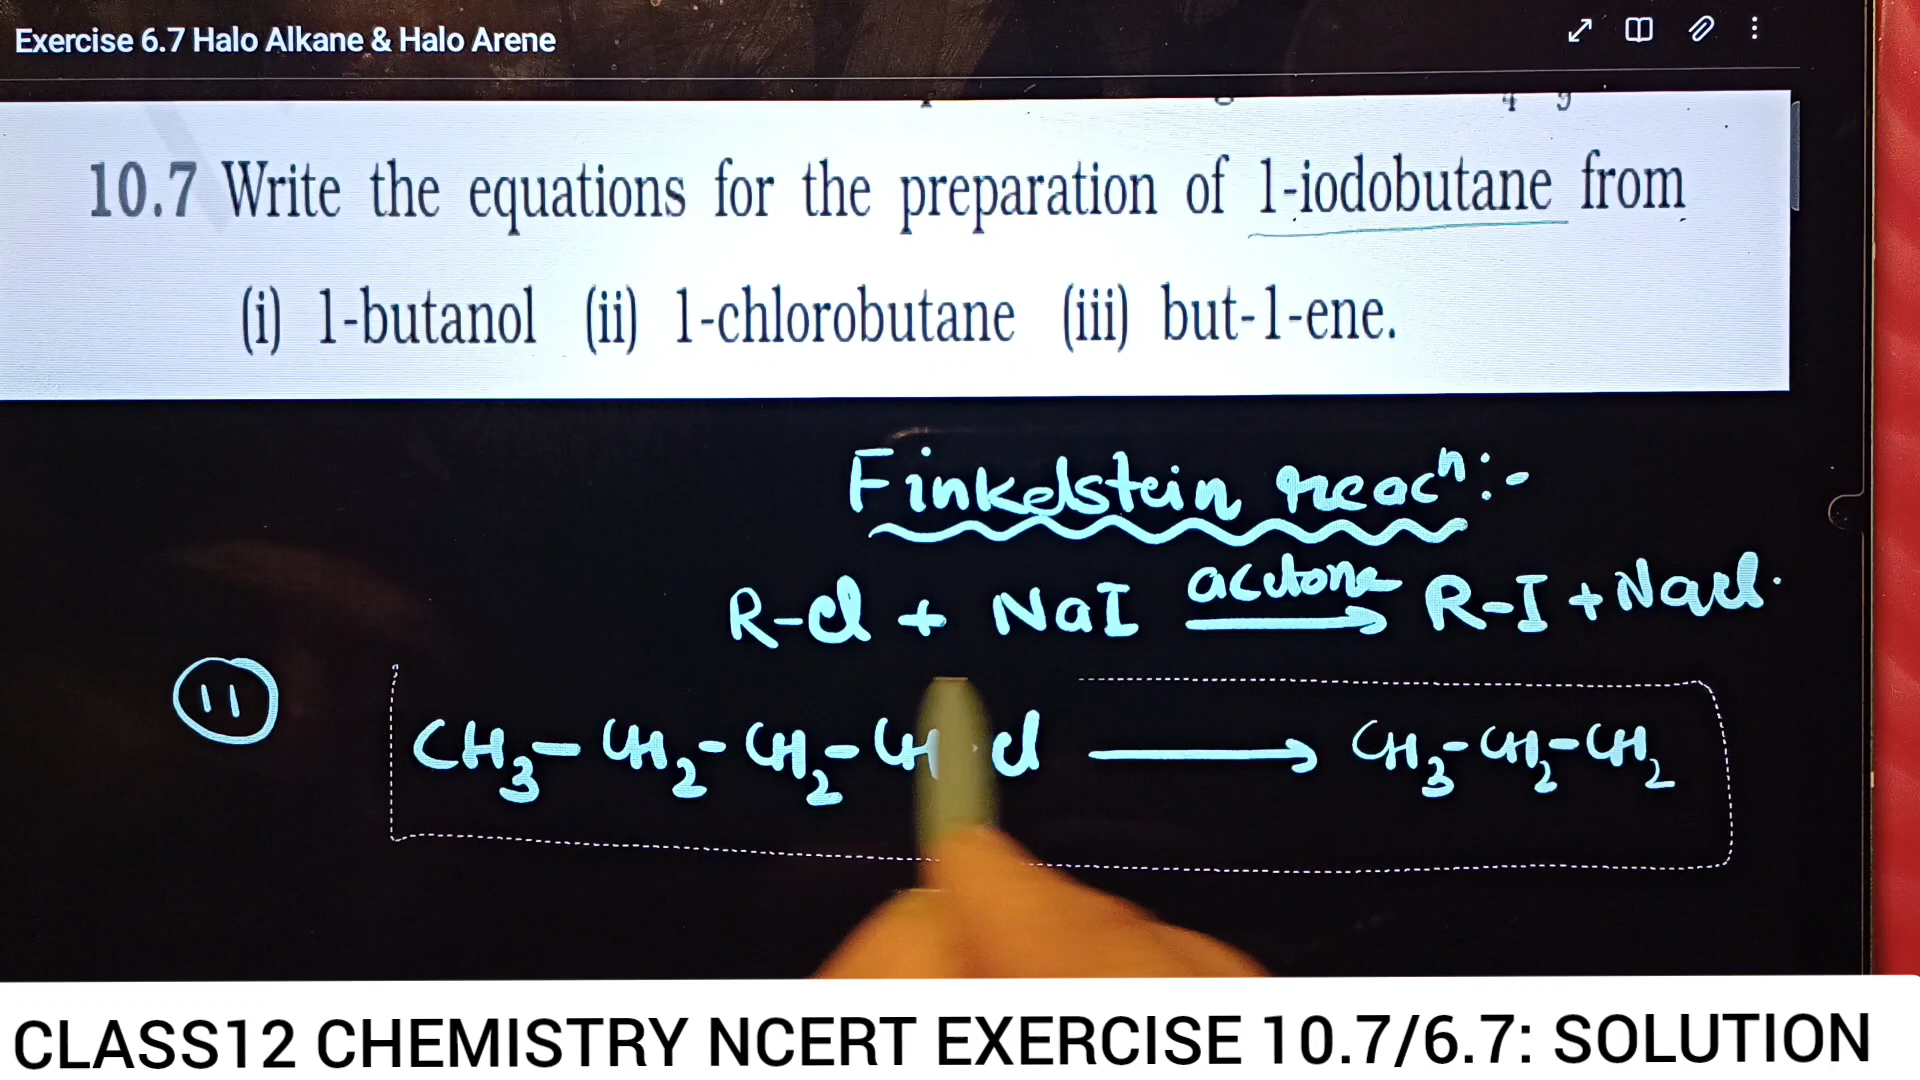 Exercise 6.7 Halo Alkane & Halo Arene
10.7 Write the equations for the preparation of 1-iodobutane from
(i) 1-butanol (ii) 1-chlorobutane (iii) but-1-ene.
Finkelstein reacⁿ:-
R-Cl + NaI acetone → R-I + NaCl.
11 CH₃-CH₂-CH₂-CH Cl → CH₃-CH₂-CH₂
CLASS12 CHEMISTRY NCERT EXERCISE 10.7/6.7: SOLUTION